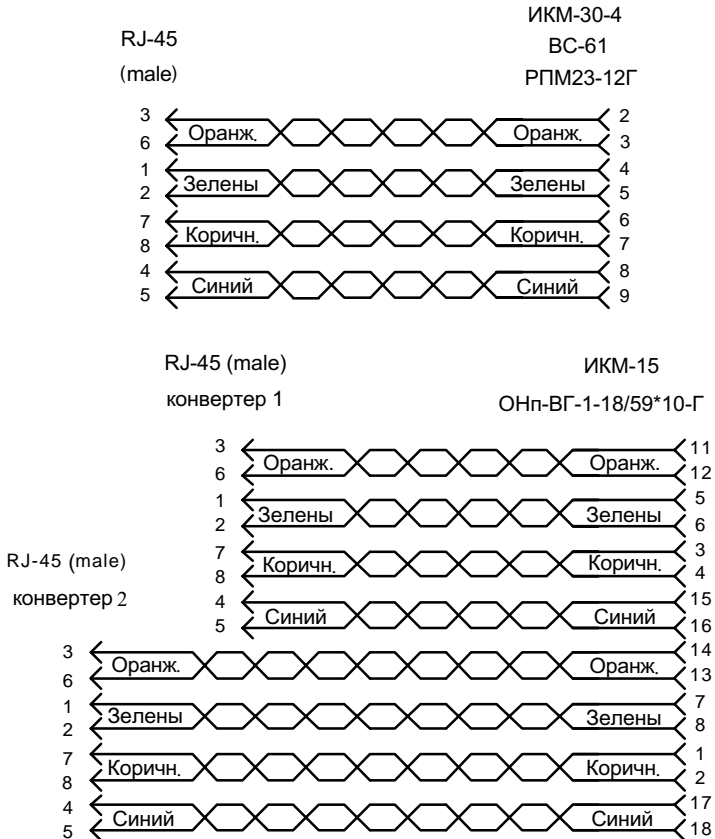 RJ-45
(male)
ИКМ-30-4
ВС-61
РПМ23-12Г
3 Оранж. Оранж. 2
6 3
1 Зелены Зелены 4
2 5
7 Коричн. Коричн. 6
8 7
4 Синий Синий 8
5 9
RJ-45 (male)
конвертер 1
ИКМ-15
ОНп-ВГ-1-18/59*10-Г
3 Оранж. Оранж. 11
6 12
1 Зелены Зелены 5
2 6
7 Коричн. Коричн. 3
8 4
4 Синий Синий 15
5 16
RJ-45 (male)
конвертер 2
3 Оранж. Оранж. 14
6 13
1 Зелены Зелены 7
2 8
7 Коричн. Коричн. 1
8 2
4 Синий Синий 17
5 18